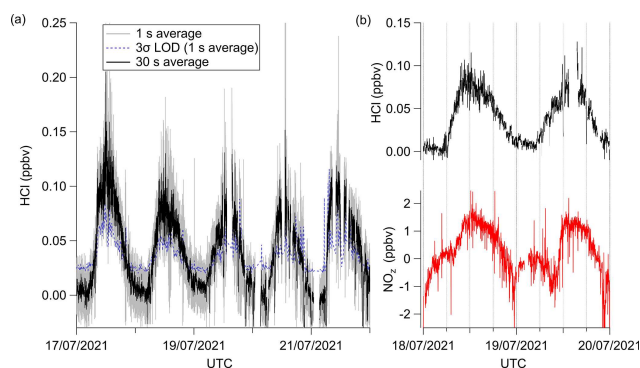 (a)
1 s average
3σ LOD (1 s average)
30 s average
HCl (ppbv)
0.25
0.20
0.15
0.10
0.05
0.00
17/07/2021
19/07/2021
21/07/2021
UTC
(b)
HCl (ppbv)
0.15
0.10
0.05
0.00
NOz (ppbv)
2
1
0
-1
-2
18/07/2021
19/07/2021
20/07/2021
UTC